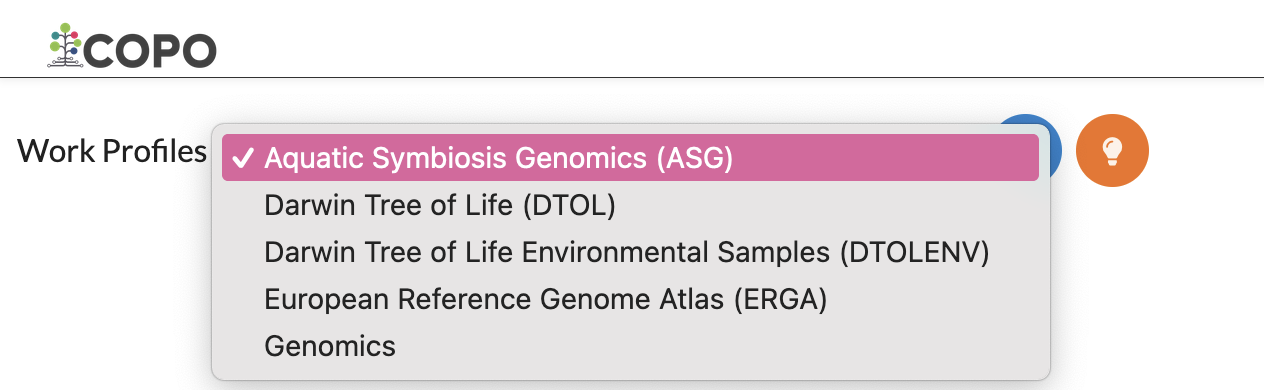 COPO
Work Profiles
✓ Aquatic Symbiosis Genomics (ASG)
Darwin Tree of Life (DTOL)
Darwin Tree of Life Environmental Samples (DTOLENV)
European Reference Genome Atlas (ERGA)
Genomics